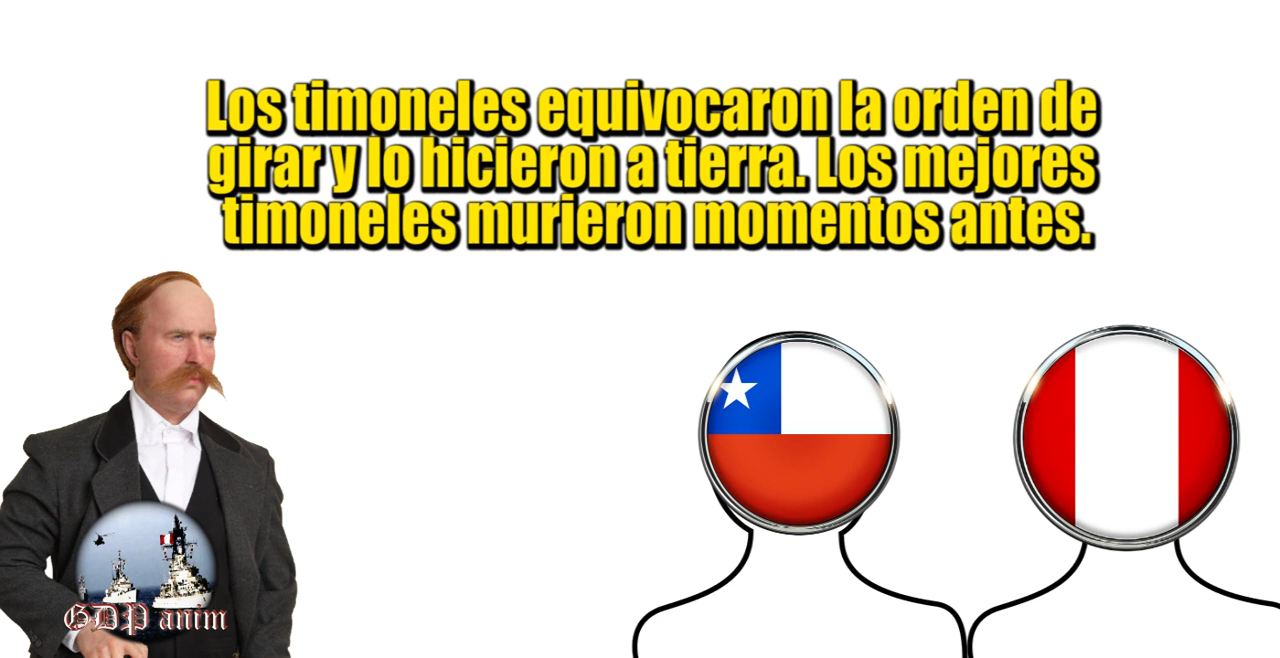 Los timoneles equivocaron la orden de
girar y lo hicieron a tierra. Los mejores
timoneles murieron momentos antes.
GDP anim